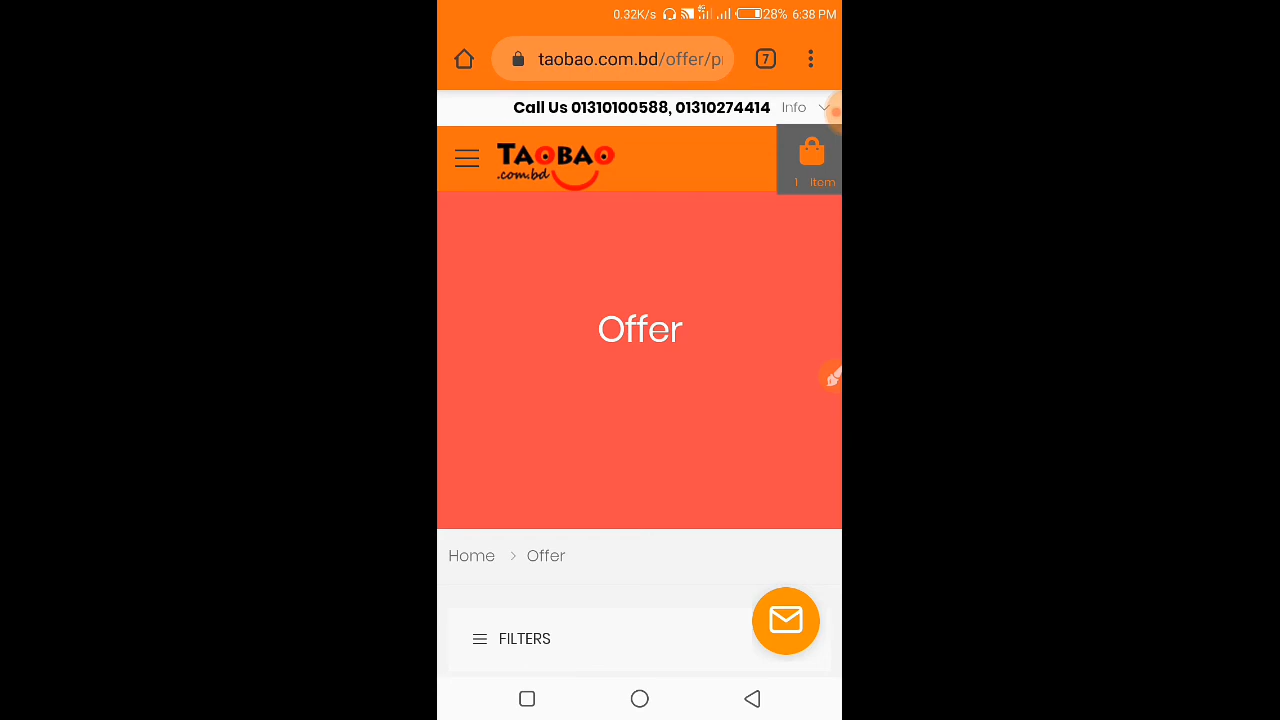 0.32K/s 4G 28% 6:38 PM
taobao.com.bd/offer/p
7
Call Us 01310100588, 01310274414 Info
TAOBAO
.com.bd
1 Item
Offer
Home > Offer
FILTERS